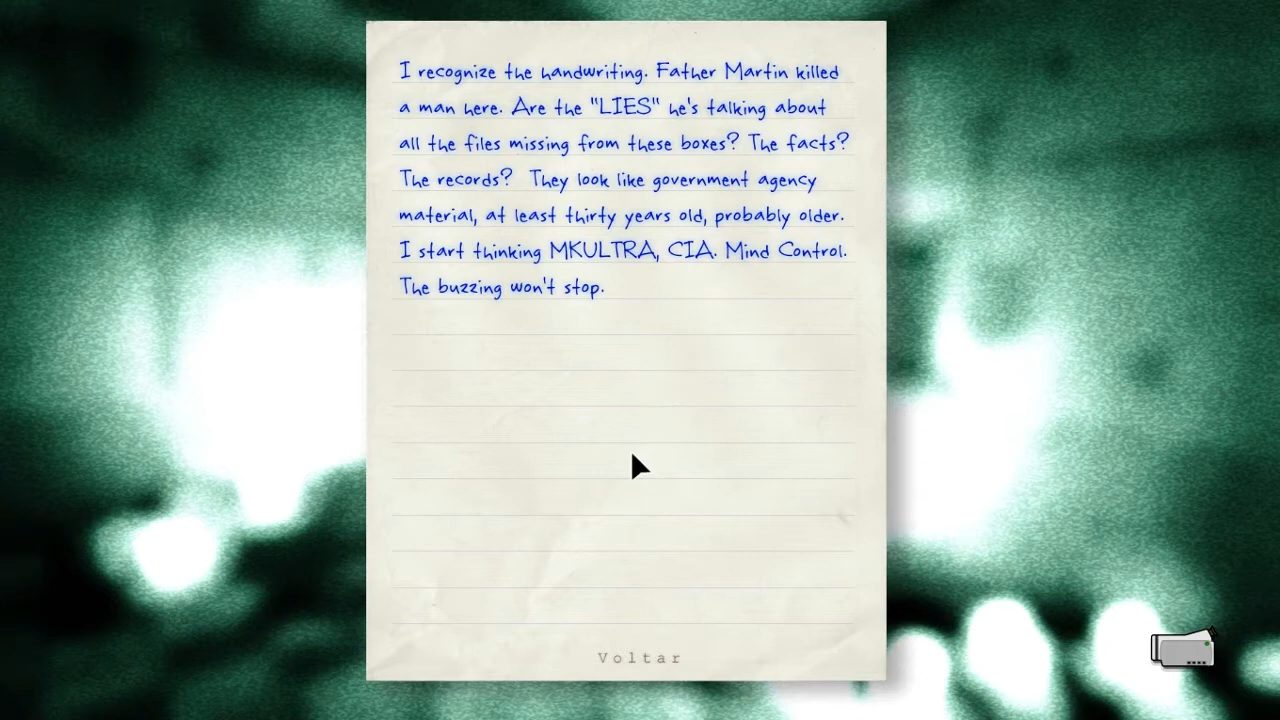 I recognize the handwriting. Father Martin killed
a man here. Are the "LIES" he's talking about
all the files missing from these boxes? The facts?
The records? They look like government agency
material, at least thirty years old, probably older.
I start thinking MKULTRA, CIA. Mind Control.
The buzzing won't stop.
Voltar